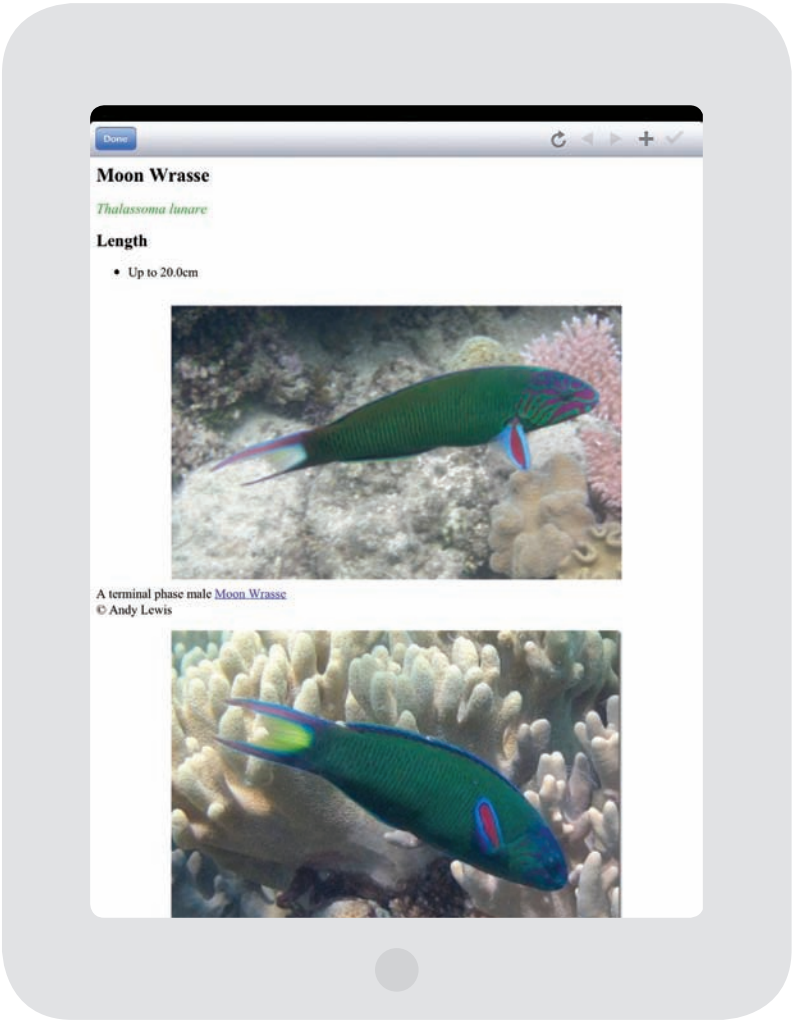 Done
Moon Wrasse
Thalassoma lunare
Length
• Up to 20.0cm
A terminal phase male Moon Wrasse
© Andy Lewis